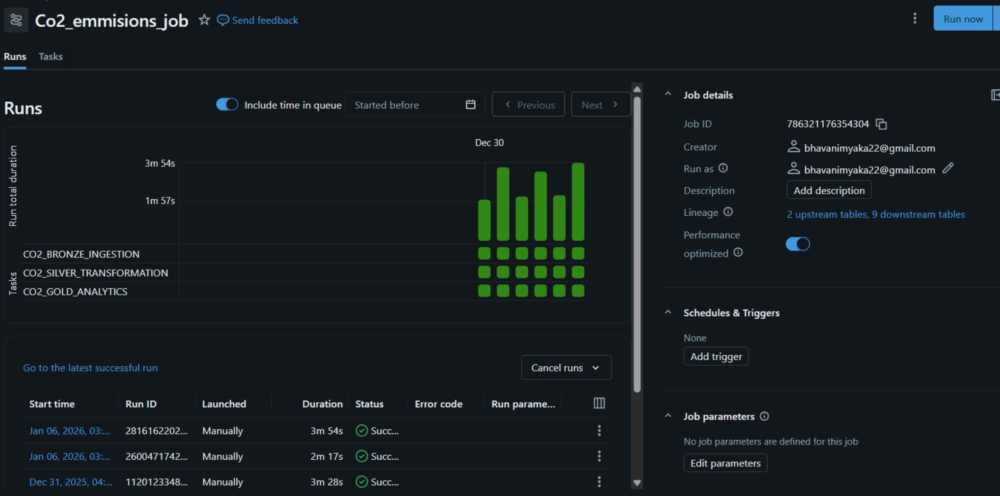 Co2_emmisions_job Send feedback
Run now
Runs Tasks
Runs
Include time in queue Started before Previous Next
Dec 30
Run total duration
3m 54s
1m 57s
Tasks
CO2_BRONZE_INGESTION
CO2_SILVER_TRANSFORMATION
CO2_GOLD_ANALYTICS
Go to the latest successful run Cancel runs
Start time Run ID Launched Duration Status Error code Run parame...
Jan 06, 2026, 03:... 2816162202... Manually 3m 54s Succ...
Jan 06, 2026, 03:... 2600471742... Manually 2m 17s Succ...
Dec 31, 2025, 04:... 1120123348... Manually 3m 28s Succ...
Job details
Job ID 786321176354304
Creator bhavanimyaka22@gmail.com
Run as bhavanimyaka22@gmail.com
Description Add description
Lineage 2 upstream tables, 9 downstream tables
Performance
optimized
Schedules & Triggers
None
Add trigger
Job parameters
No job parameters are defined for this job
Edit parameters